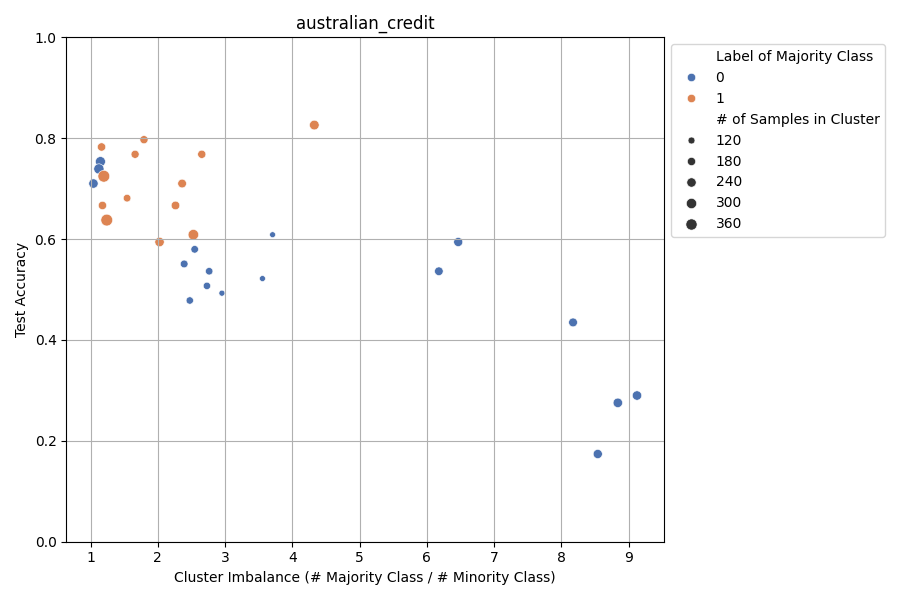 australian_credit
1.0
0.8
0.6
0.4
0.2
0.0
Test Accuracy
1 2 3 4 5 6 7 8 9
Cluster Imbalance (# Majority Class / # Minority Class)
Label of Majority Class
0
1
# of Samples in Cluster
120
180
240
300
360